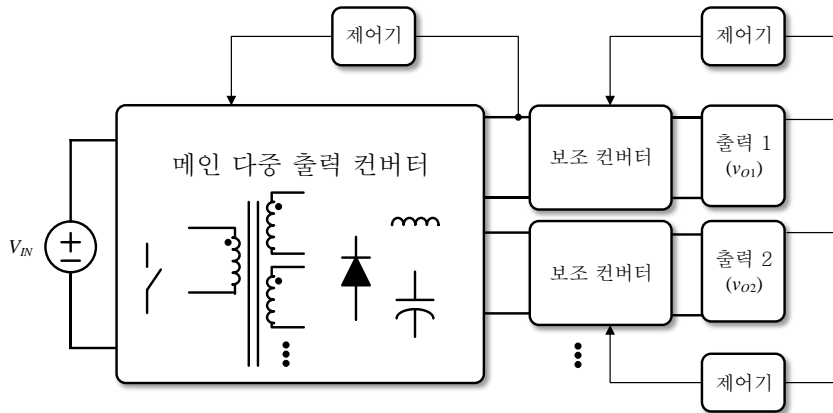 제어기
제어기
메인 다중 출력 컨버터
보조 컨버터
출력 1
(vO1)
VIN
보조 컨버터
출력 2
(vO2)
제어기